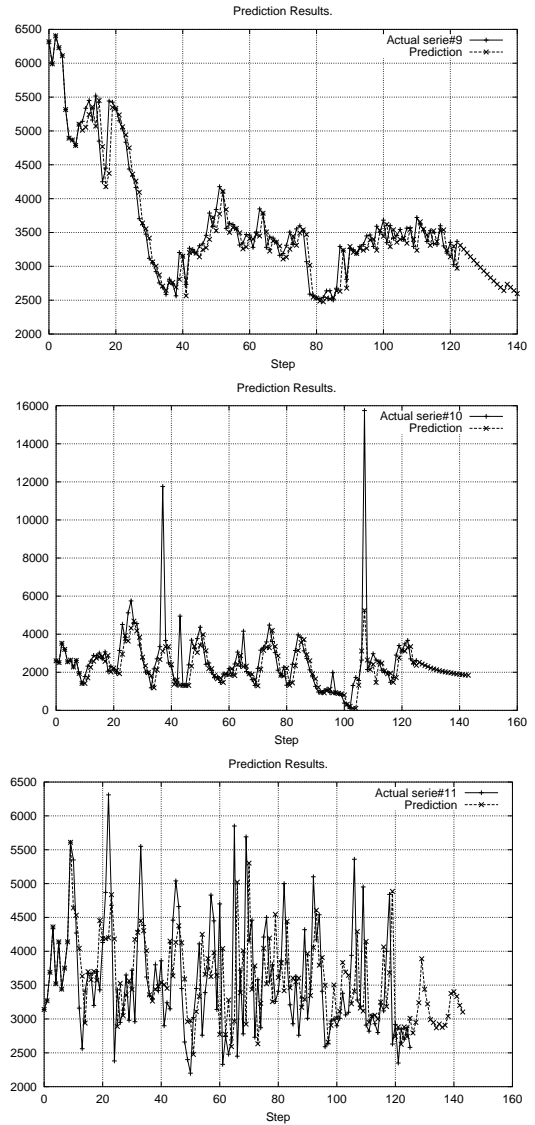 Prediction Results.
6500
Actual serie#9
Prediction
6000
5500
5000
4500
4000
3500
3000
2500
2000
0 20 40 60 80 100 120 140
Step
Prediction Results.
16000
Actual serie#10
Prediction
14000
12000
10000
8000
6000
4000
2000
0
0 20 40 60 80 100 120 140 160
Step
Prediction Results.
6500
Actual serie#11
Prediction
6000
5500
5000
4500
4000
3500
3000
2500
2000
0 20 40 60 80 100 120 140 160
Step